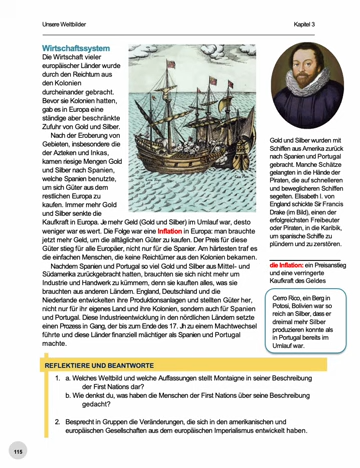 Unsere Weltbilder
Kapitel 3
Wirtschaftssystem
Die Wirtschaft vieler
europäischer Länder wurde
durch den Reichtum aus
den Kolonien
durcheinander gebracht.
Bevor sie Kolonien hatten,
gab es in Europa eine
ständige aber beschränkte
Zufuhr von Gold und Silber.
Nach der Eroberung von
Gebieten, insbesondere die
der Azteken und Inkas,
kamen riesige Mengen Gold
und Silber nach Spanien,
welche Spanien benutzte,
um sich Güter aus dem
restlichen Europa zu
kaufen. Immer mehr Gold
und Silber senkte die
Kaufkraft in Europa. Je mehr Geld (Gold und Silber) im Umlauf war, desto
weniger war es wert. Die Folge war eine Inflation in Europa: man brauchte
jetzt mehr Geld, um die alltäglichen Güter zu kaufen. Der Preis für diese
Güter stieg für alle Europäer, nicht nur für die Spanier. Am härtesten traf es
die einfachen Menschen, die keine Reichtümer aus den Kolonien bekamen.
Nachdem Spanien und Portugal so viel Gold und Silber aus Mittel- und
Südamerika zurückgebracht hatten, brauchten sie sich nicht mehr um
Industrie und Handwerk zu kümmern, denn sie kauften alles, was sie
brauchten aus anderen Ländern. England, Deutschland und die
Niederlande entwickelten ihre Produktionsanlagen und stellten Güter her,
nicht nur für ihr eigenes Land und ihre Kolonien, sondern auch für Spanien
und Portugal. Diese Industrieentwicklung in den nördlichen Ländern setzte
einen Prozess in Gang, der bis zum Ende des 17. Jh zu einem Machtwechsel
führte und diese Länder finanziell mächtiger als Spanien und Portugal
machte.
Gold und Silber wurden mit
Schiffen aus Amerika zurück
nach Spanien und Portugal
gebracht. Manche Schätze
gelangten in die Hände der
Piraten, die auf schnelleren
und beweglicheren Schiffen
segelten. Elisabeth I. von
England schickte Sir Francis
Drake (im Bild), einen der
erfolgreichsten Freibeuter
oder Piraten, in die Karibik,
um spanische Schiffe zu
plündern und zu zerstören.
die Inflation: ein Preisanstieg
und eine verringerte
Kaufkraft des Geldes
Cerro Rico, ein Berg in
Potosi, Bolivien war so
reich an Silber, dass er
dreimal mehr Silber
produzieren konnte als
in Portugal bereits im
Umlauf war.
REFLEKTIERE UND BEANTWORTE
1. a. Welches Weltbild und welche Auffassungen stellt Montaigne in seiner Beschreibung
der First Nations dar?
b. Wie denkst du, was haben die Menschen der First Nations über seine Beschreibung
gedacht?
2. Besprecht in Gruppen die Veränderungen, die sich in den amerikanischen und
europäischen Gesellschaften aus dem europäischen Imperialismus entwickelt haben.
115